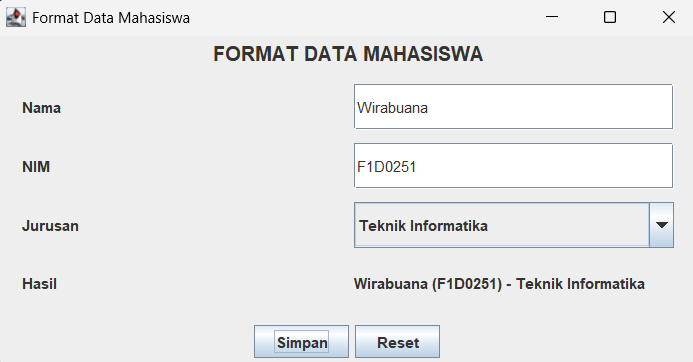 Format Data Mahasiswa
FORMAT DATA MAHASISWA
Nama Wirabuana
NIM F1D0251
Jurusan Teknik Informatika
Hasil Wirabuana (F1D0251) - Teknik Informatika
Simpan Reset